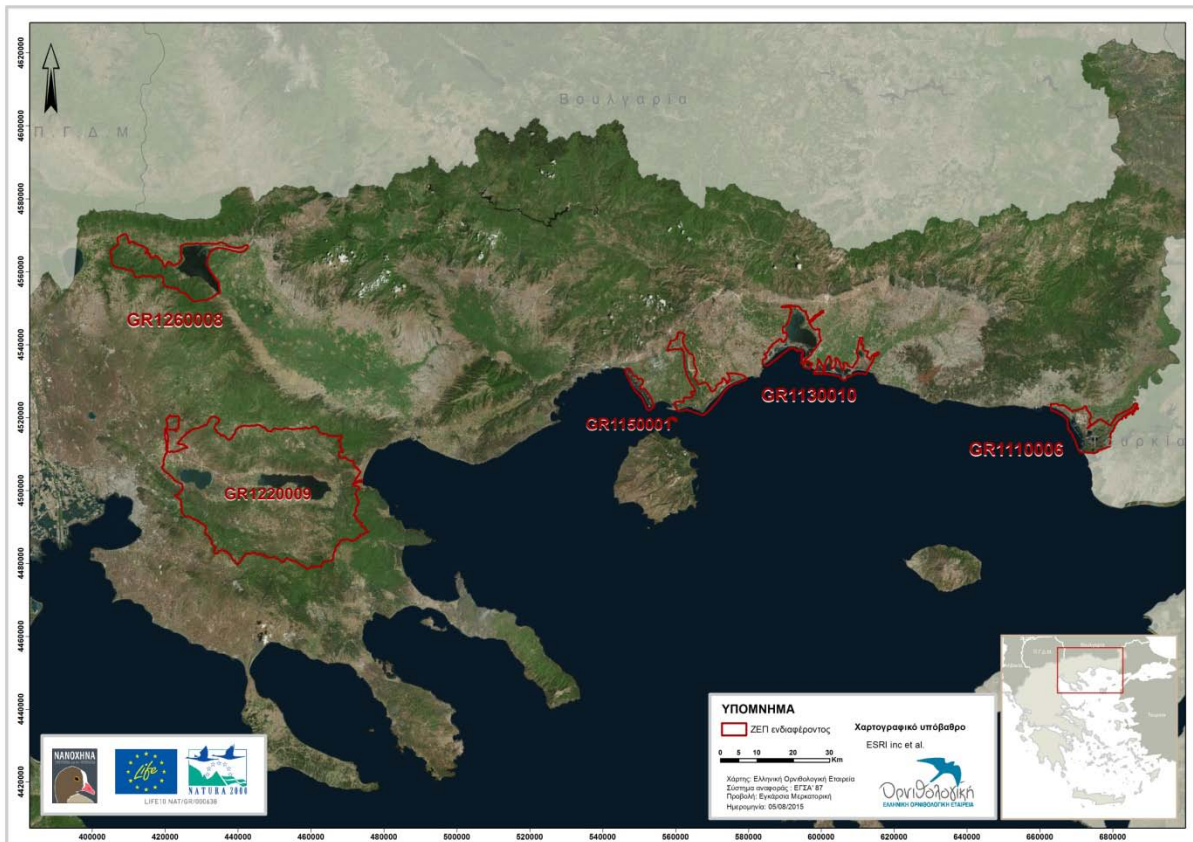 4620000
4600000
4580000
4560000
4540000
4520000
4500000
4480000
4460000
4440000
4420000
Βουλγαρία
Π.Γ.Δ.Μ
GR1260008
GR1220009
GR1150001
GR1130010
GR1110006
Τουρκία
ΥΠΟΜΝΗΜΑ
ΖΕΠ ενδιαφέροντος
0 5 10 20 30
Km
Χαρτογραφικό υπόβαθρο
ESRI inc et al.
Χάρτης: Ελληνική Ορνιθολογική Εταιρεία
Σύστημα αναφοράς : ΕΓΣΑ' 87
Προβολή: Εγκάρσια Μερκατορική
Ημερομηνία: 05/08/2015
Ορνιθολογική
ΕΛΛΗΝΙΚΗ ΟΡΝΙΘΟΛΟΓΙΚΗ ΕΤΑΙΡΕΙΑ
ΝΑΝΟΧΗΝΑ
Life
NATURA 2000
LIFE10 NAT/GR/000638
Π.Γ.Δ.Μ
Τουρκία
400000 420000 440000 460000 480000 500000 520000 540000 560000 580000 600000 620000 640000 660000 680000